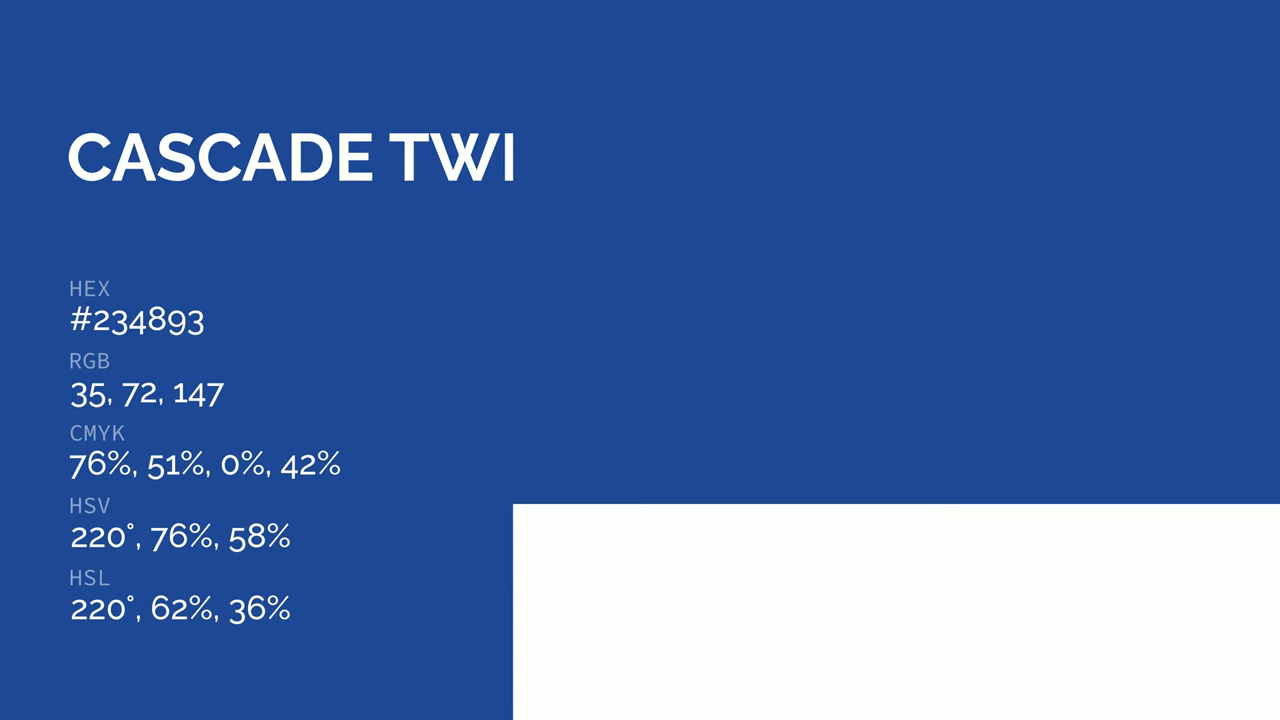 CASCADE TWI
HEX
#234893
RGB
35, 72, 147
CMYK
76%, 51%, 0%, 42%
HSV
220°, 76%, 58%
HSL
220°, 62%, 36%